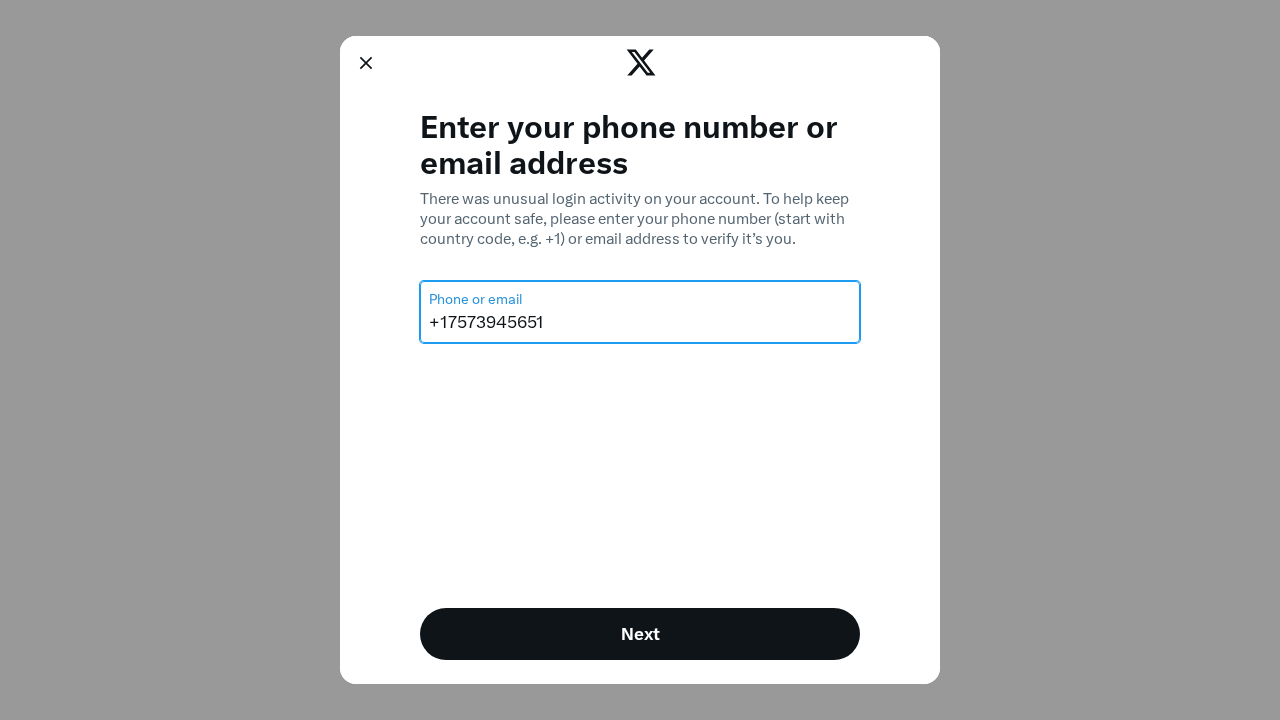 Enter your phone number or
email address
There was unusual login activity on your account. To help keep
your account safe, please enter your phone number (start with
country code, e.g. +1) or email address to verify it’s you.
Phone or email
+17573945651
Next